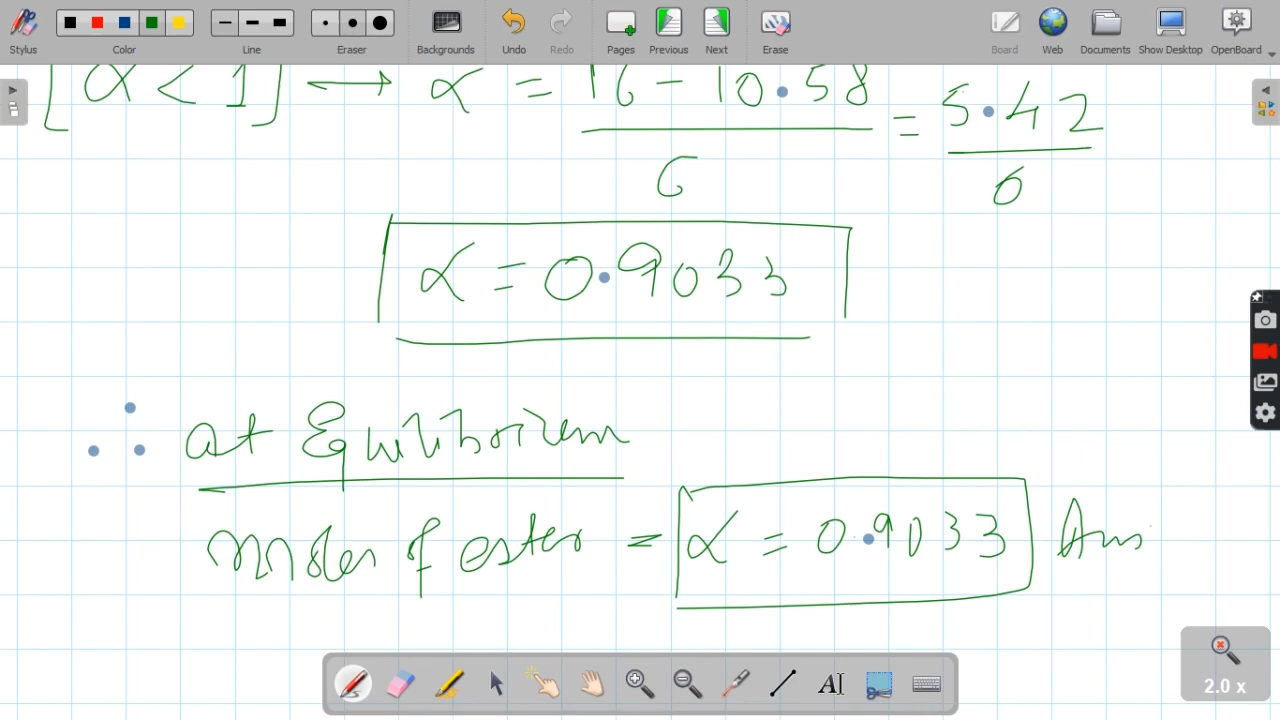 Stylus Color Line Eraser Backgrounds Undo Redo Pages Previous Next Erase Board Web Documents Show Desktop OpenBoard
[α < 1] ↔ α = 16 - 10.58 / 6 = 5.42 / 6
α = 0.9033
∴ at Equilibrium
moles of ester = α = 0.9033 Ans
2.0 x